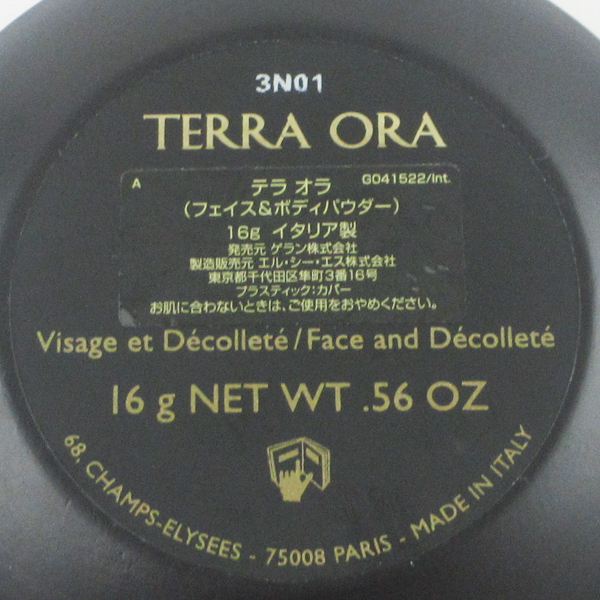 3N01
TERRA ORA
A
GO41522/Int.
テラ オラ
(フェイス&ボディパウダー)
16g イタリア製
発売元 ゲラン株式会社
製造販売元 エル・シー・エス株式会社
東京都千代田区隼町3番16号
プラスティック:カバー
お肌に合わないときは、ご使用をおやめください。
Visage et Décolleté/Face and Décolleté
16 g NET WT .56 OZ
68, CHAMPS-ELYSEES - 75008 PARIS - MADE IN ITALY